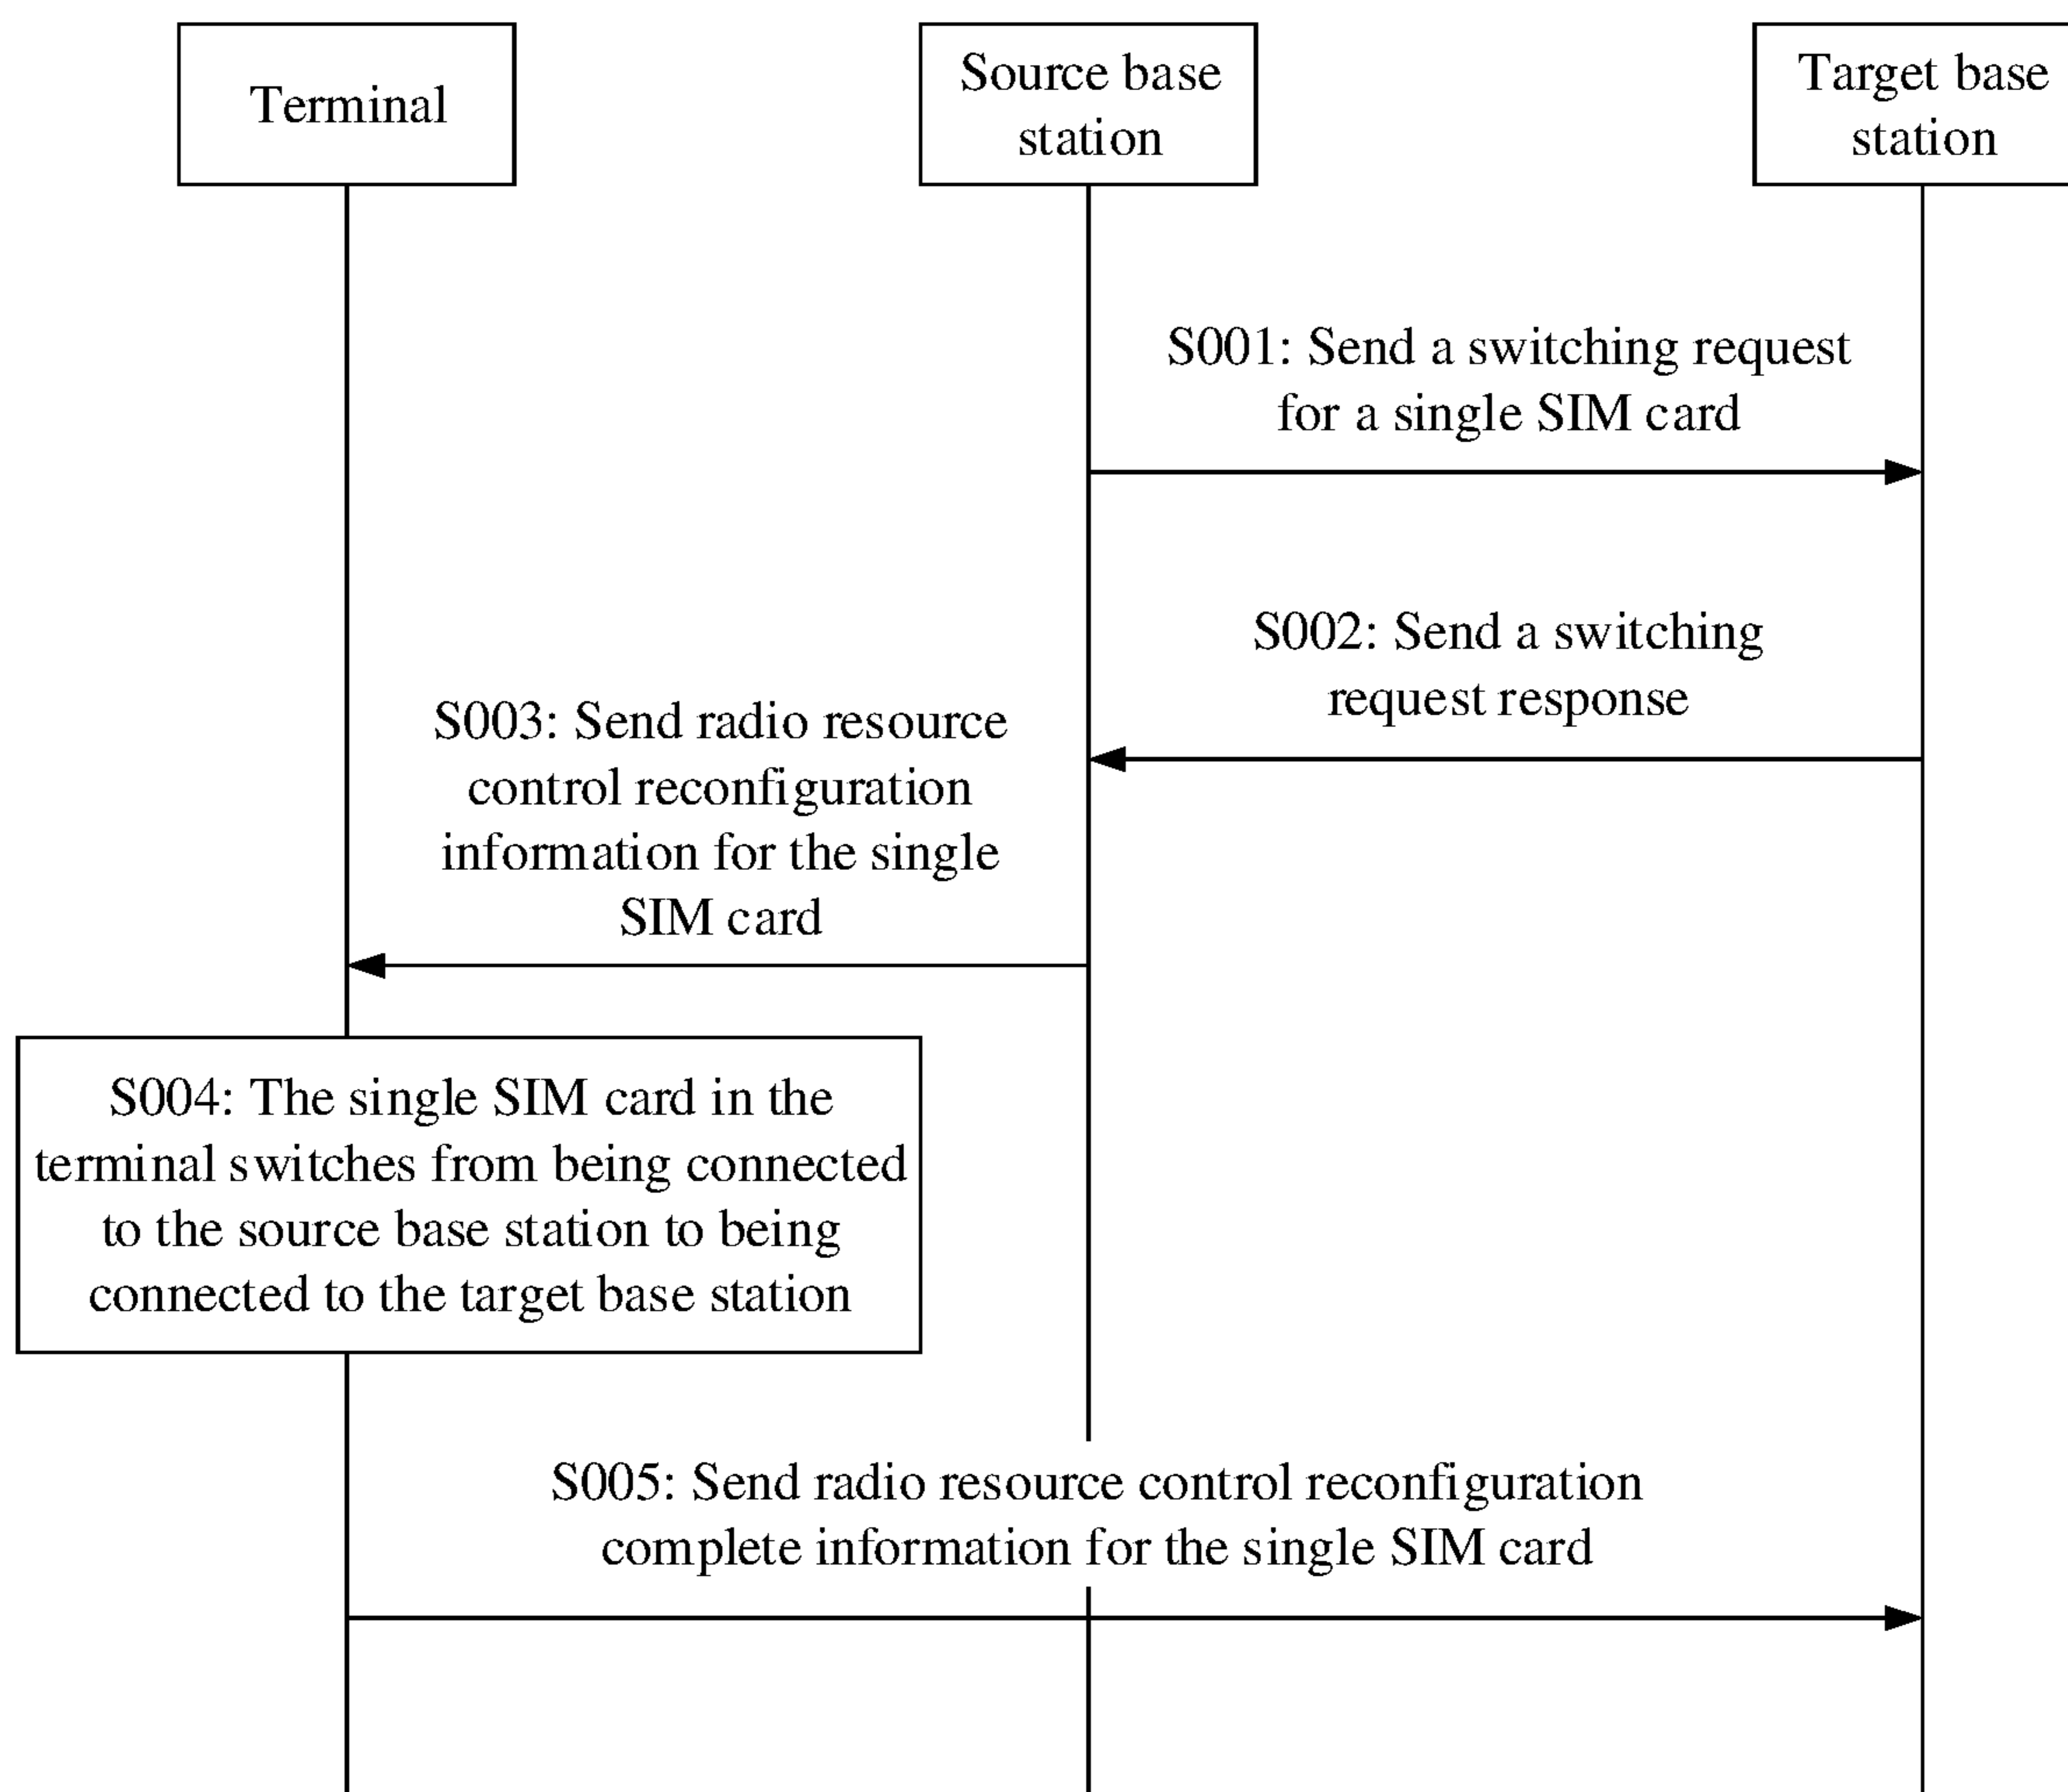 Terminal
Source base
station
Target base
station
S001: Send a switching request
for a single SIM card
S002: Send a switching
request response
S003: Send radio resource
control reconfiguration
information for the single
SIM card
S004: The single SIM card in the
terminal switches from being connected
to the source base station to being
connected to the target base station
S005: Send radio resource control reconfiguration
complete information for the single SIM card